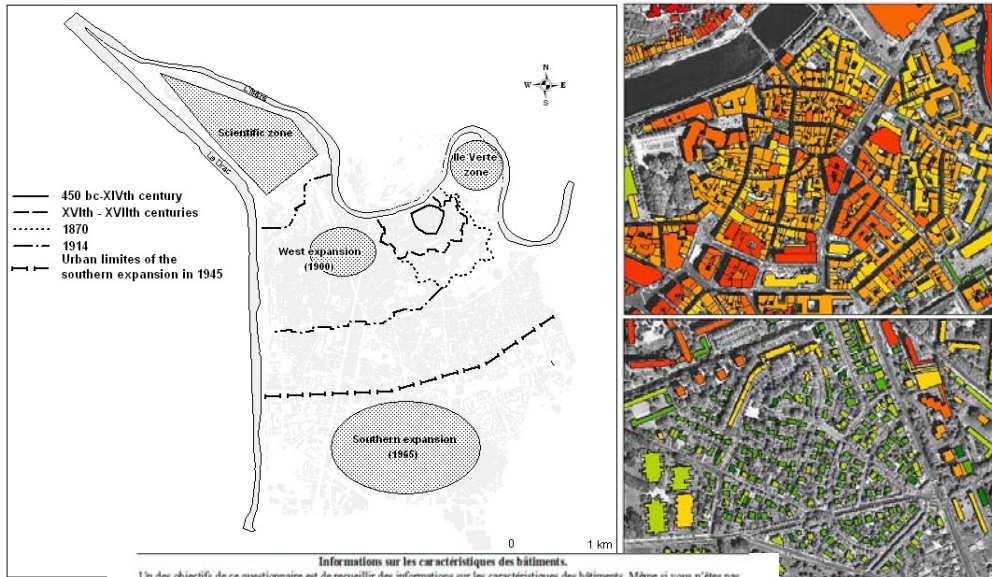 N
W E
S
L'Isère
Scientific zone
Le Drac
Ile Verte
zone
450 bc-XIVth century
XVIth - XVIIth centuries
1870
1914
Urban limites of the
southern expansion in 1945
West expansion
(1900)
Southern expansion
(1965)
0 1 km
Informations sur les caractéristiques des bâtiments.
Un des objectifs de ce questionnaire est de recueillir des informations sur les caractéristiques des bâtiments. Même si vous n'êtes pas